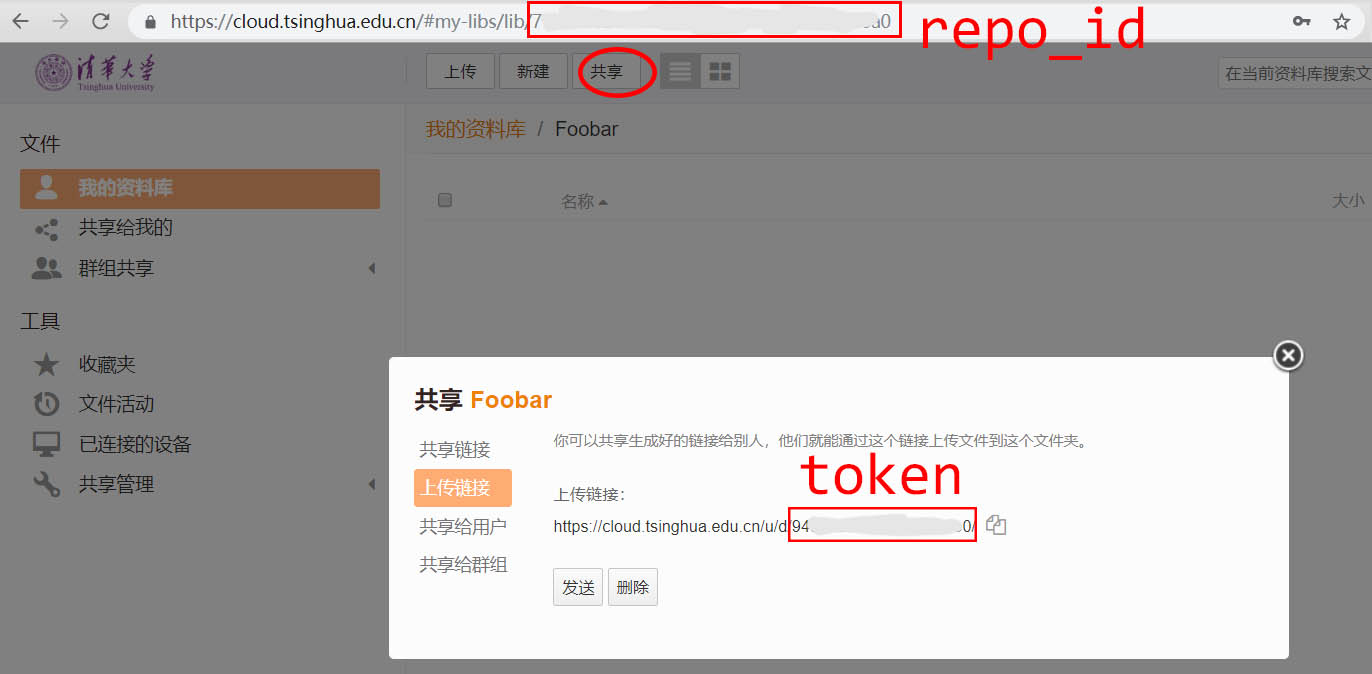 https://cloud.tsinghua.edu.cn/#my-libs/lib/7 a0
repo_id
清华大学
Tsinghua University
上传
新建
共享
在当前资料库搜索文
文件
我的资料库 / Foobar
我的资料库
名称
大小
共享给我的
群组共享
工具
收藏夹
文件活动
已连接的设备
共享管理
共享 Foobar
共享链接
上传链接
共享给用户
共享给群组
你可以共享生成好的链接给别人，他们就能通过这个链接上传文件到这个文件夹。
token
上传链接：
https://cloud.tsinghua.edu.cn/u/d/94 0/
发送
删除